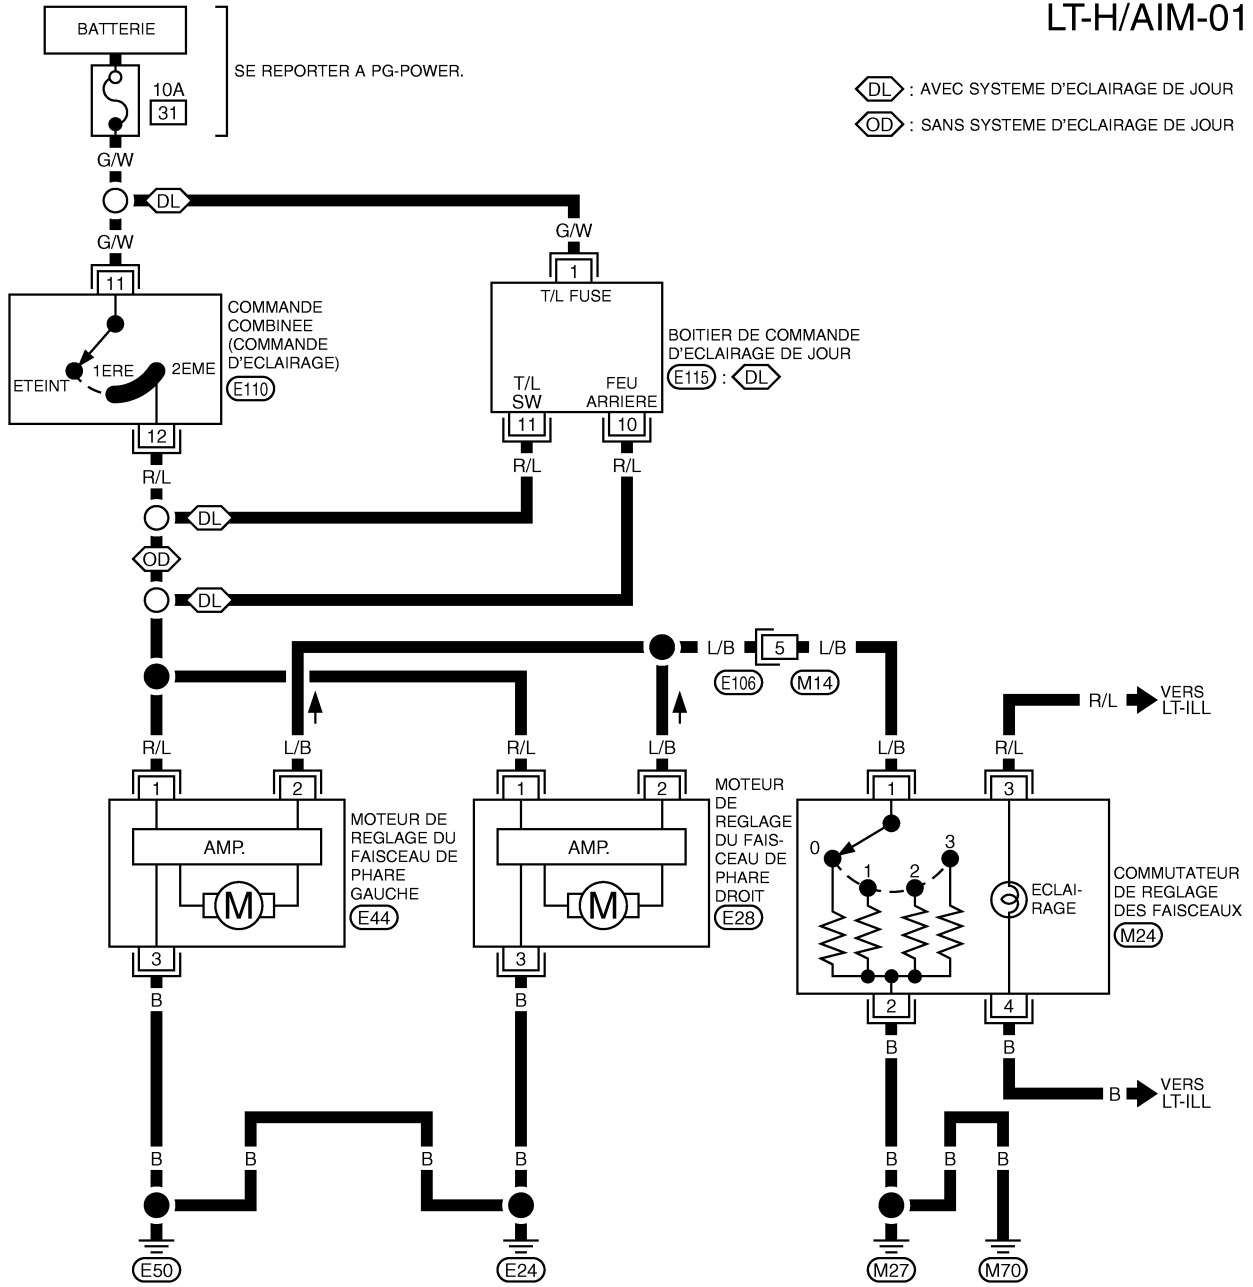 LT-H/AIM-01
BATTERIE
SE REPORTER A PG-POWER.
10A
31
DL : AVEC SYSTEME D'ECLAIRAGE DE JOUR
OD : SANS SYSTEME D'ECLAIRAGE DE JOUR
G/W
DL
G/W
G/W
11
1
T/L FUSE
COMMANDE
COMBINEE
(COMMANDE
D'ECLAIRAGE)
E110
ETEINT
1ERE
2EME
12
BOITIER DE COMMANDE
D'ECLAIRAGE DE JOUR
E115 : DL
T/L
SW
FEU
ARRIERE
11
10
R/L
R/L
R/L
DL
OD
DL
L/B
5
L/B
E106
M14
R/L
VERS
LT-ILL
R/L
L/B
R/L
L/B
L/B
R/L
1
2
1
2
1
3
AMP.
M
MOTEUR DE
REGLAGE DU
FAISCEAU DE
PHARE
GAUCHE
E44
AMP.
M
MOTEUR
DE
REGLAGE
DU FAIS-
CEAU DE
PHARE
DROIT
E28
0
1
2
3
ECLAI-
RAGE
COMMUTATEUR
DE REGLAGE
DES FAISCEAUX
M24
3
3
2
4
B
B
B
B
B
VERS
LT-ILL
B
B
B
B
B
B
B
E50
E24
M27
M70